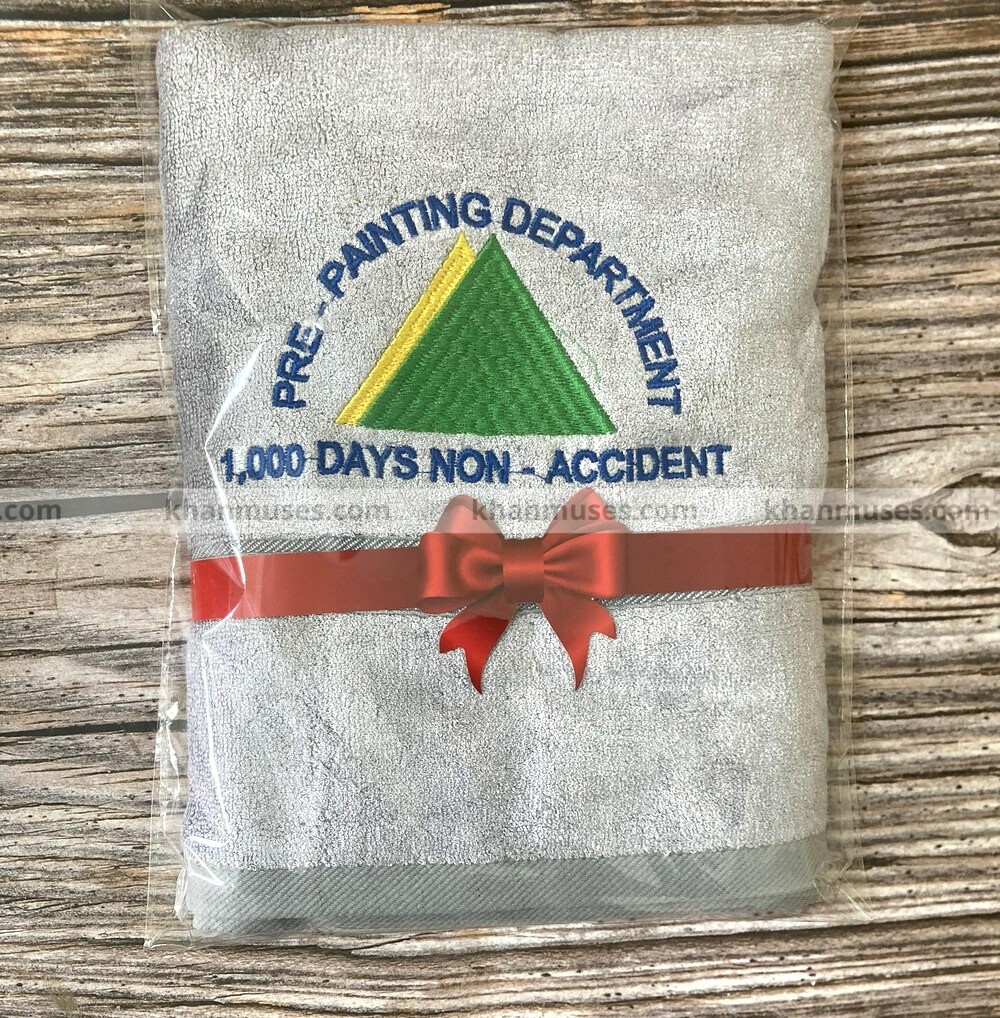 PRE - PAINTING DEPARTMENT
1,000 DAYS NON - ACCIDENT
s.com khanmuses.com khanmuses.com khanmuses.com